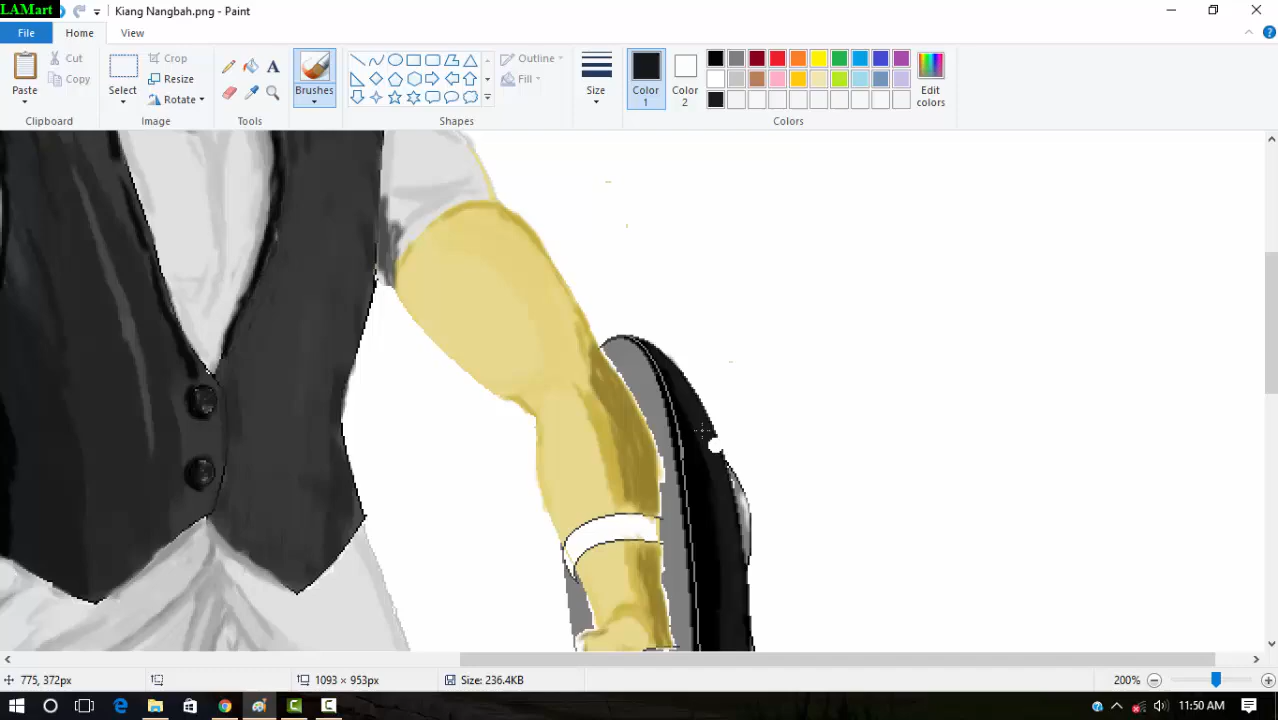 LAMart
Kiang Nangbah.png - Paint
File
Home
View
Paste
Cut
Copy
Clipboard
Select
Crop
Resize
Rotate
Image
A
Tools
Brushes
Outline
Fill
Shapes
Size
Color
1
Color
2
Edit
colors
Colors
775, 372px
1093 × 953px
Size: 236.4KB
200%
11:50 AM